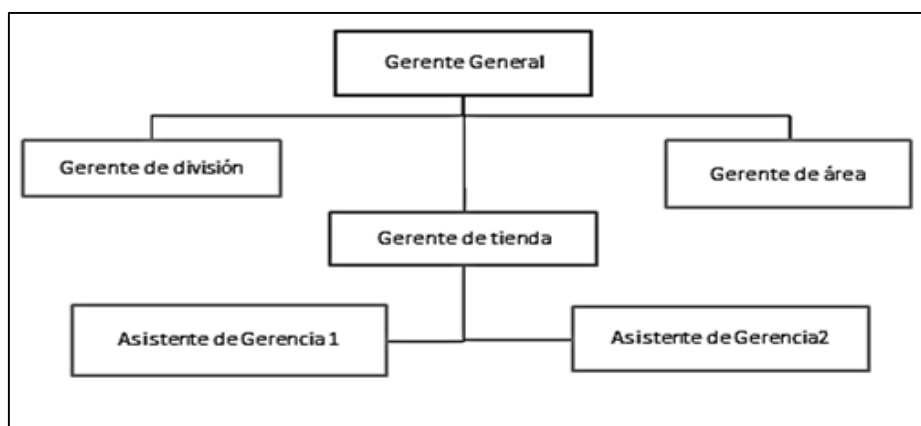 Gerente General
Gerente de división
Gerente de área
Gerente de tienda
Asistente de Gerencia 1
Asistente de Gerencia2